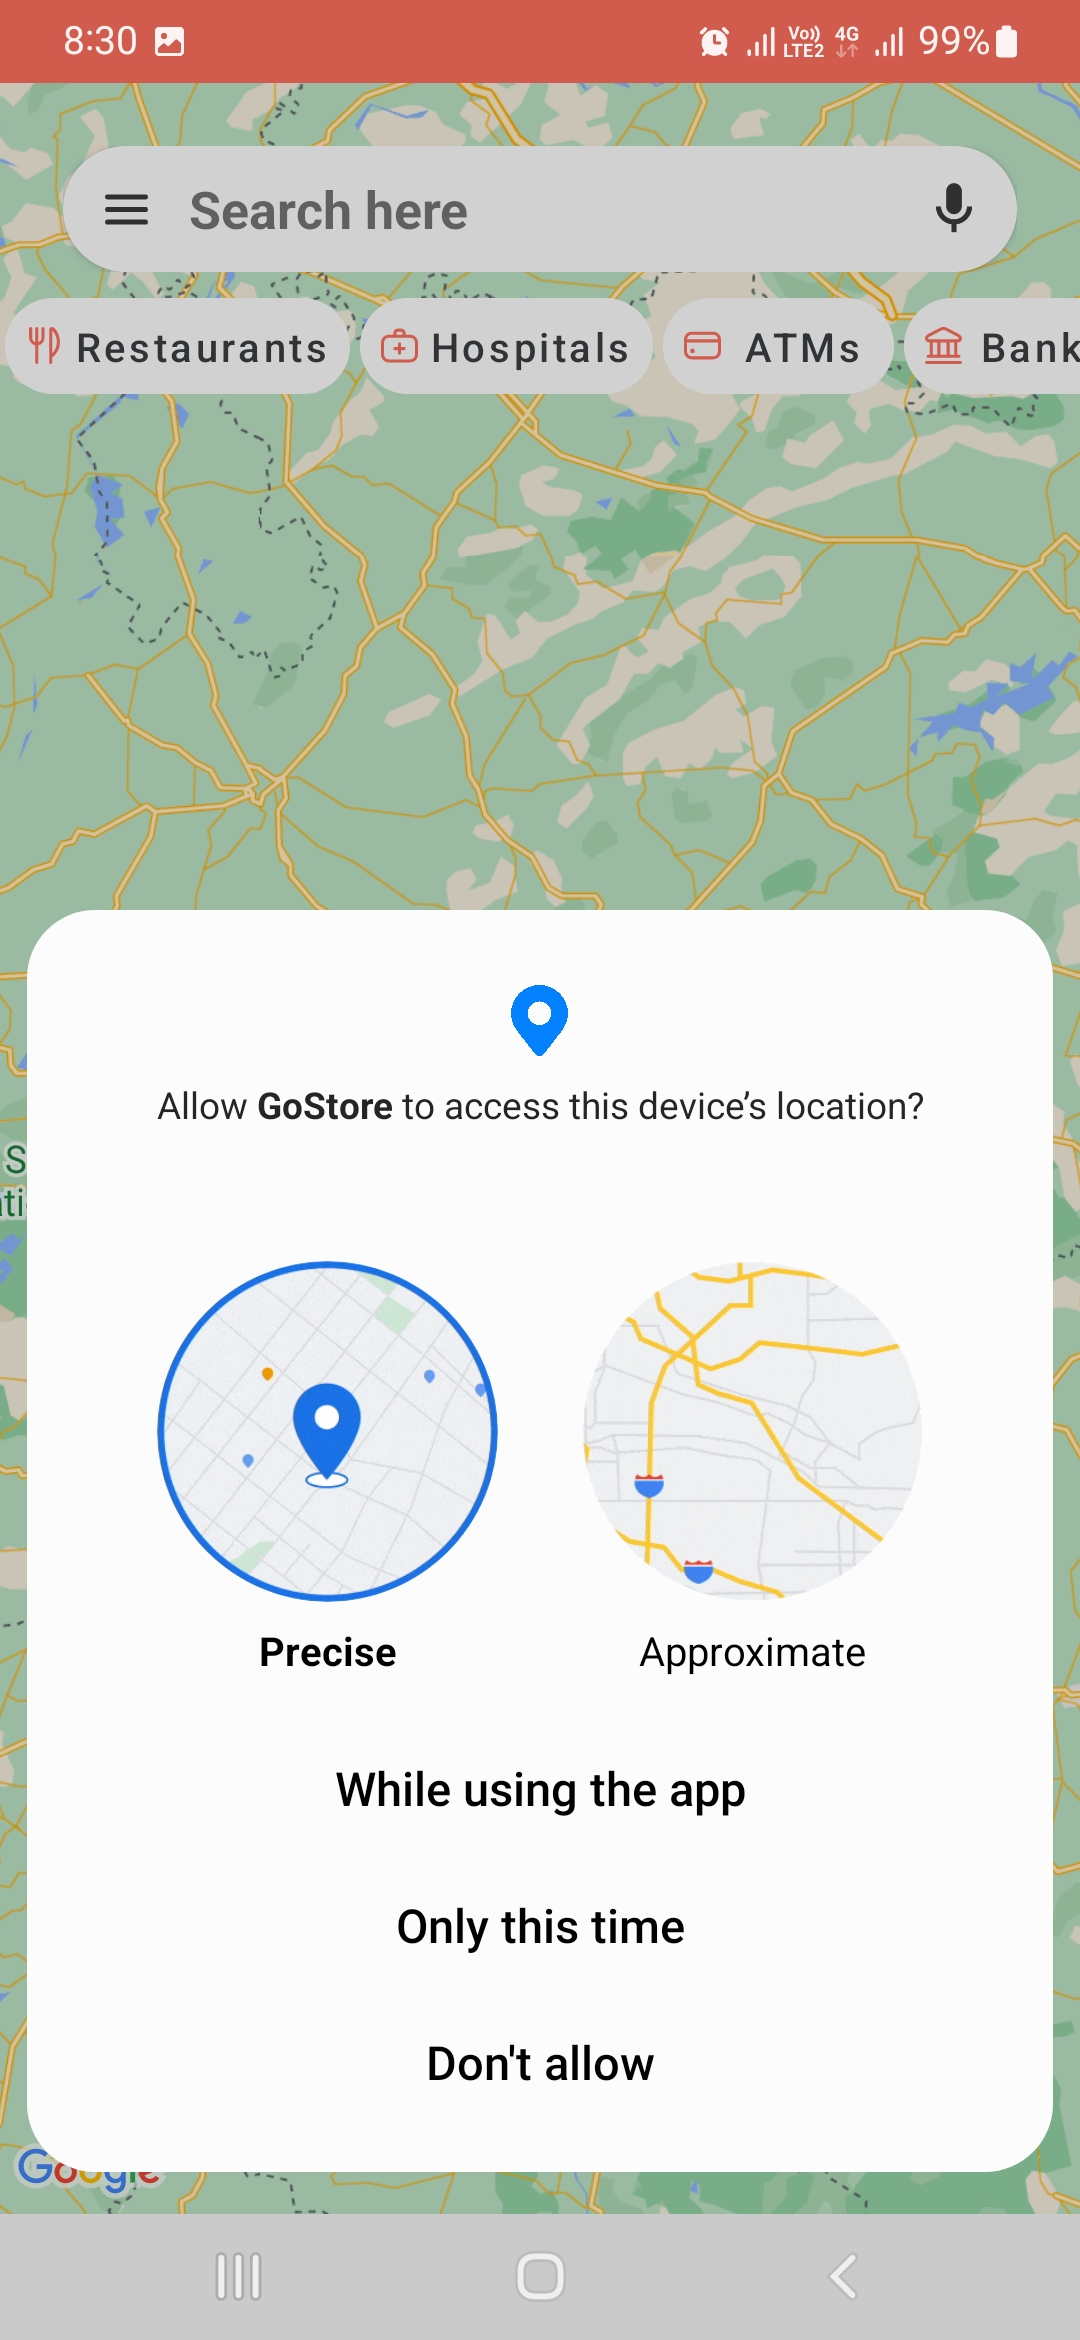 8:30
Vo)) LTE2 4G 99%
Search here
Restaurants Hospitals ATMs Bank
Allow GoStore to access this device's location?
S
ati
Precise Approximate
While using the app
Only this time
Don't allow
Google